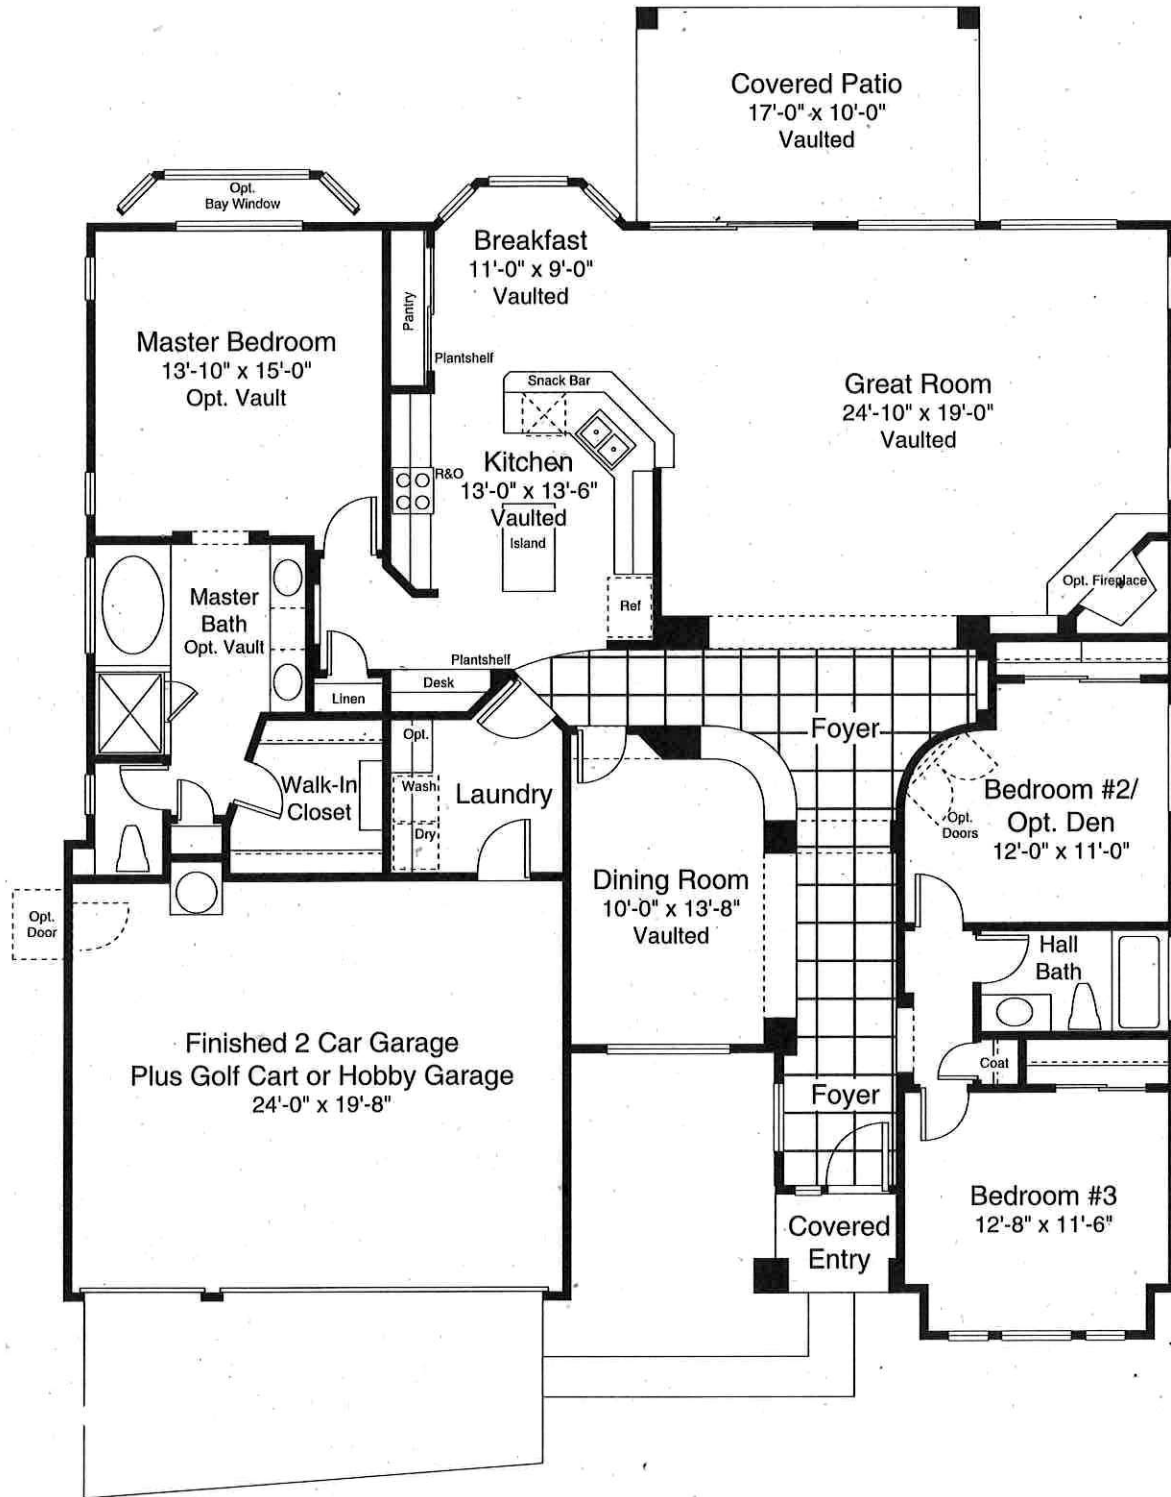 Covered Patio
17'-0" x 10'-0"
Vaulted
Opt.
Bay Window
Breakfast
11'-0" x 9'-0"
Vaulted
Pantry
Master Bedroom
13'-10" x 15'-0"
Opt. Vault
Plantshelf
Snack Bar
Great Room
24'-10" x 19'-0"
Vaulted
R&O
Kitchen
13'-0" x 13'-6"
Vaulted
Island
Opt. Fireplace
Master
Bath
Opt. Vault
Ref
Plantshelf
Linen
Desk
Foyer
Opt.
Wash
Dry
Laundry
Walk-In
Closet
Bedroom #2/
Opt. Den
12'-0" x 11'-0"
Opt.
Doors
Dining Room
10'-0" x 13'-8"
Vaulted
Opt.
Door
Hall
Bath
Finished 2 Car Garage
Plus Golf Cart or Hobby Garage
24'-0" x 19'-8"
Coat
Foyer
Bedroom #3
12'-8" x 11'-6"
Covered
Entry